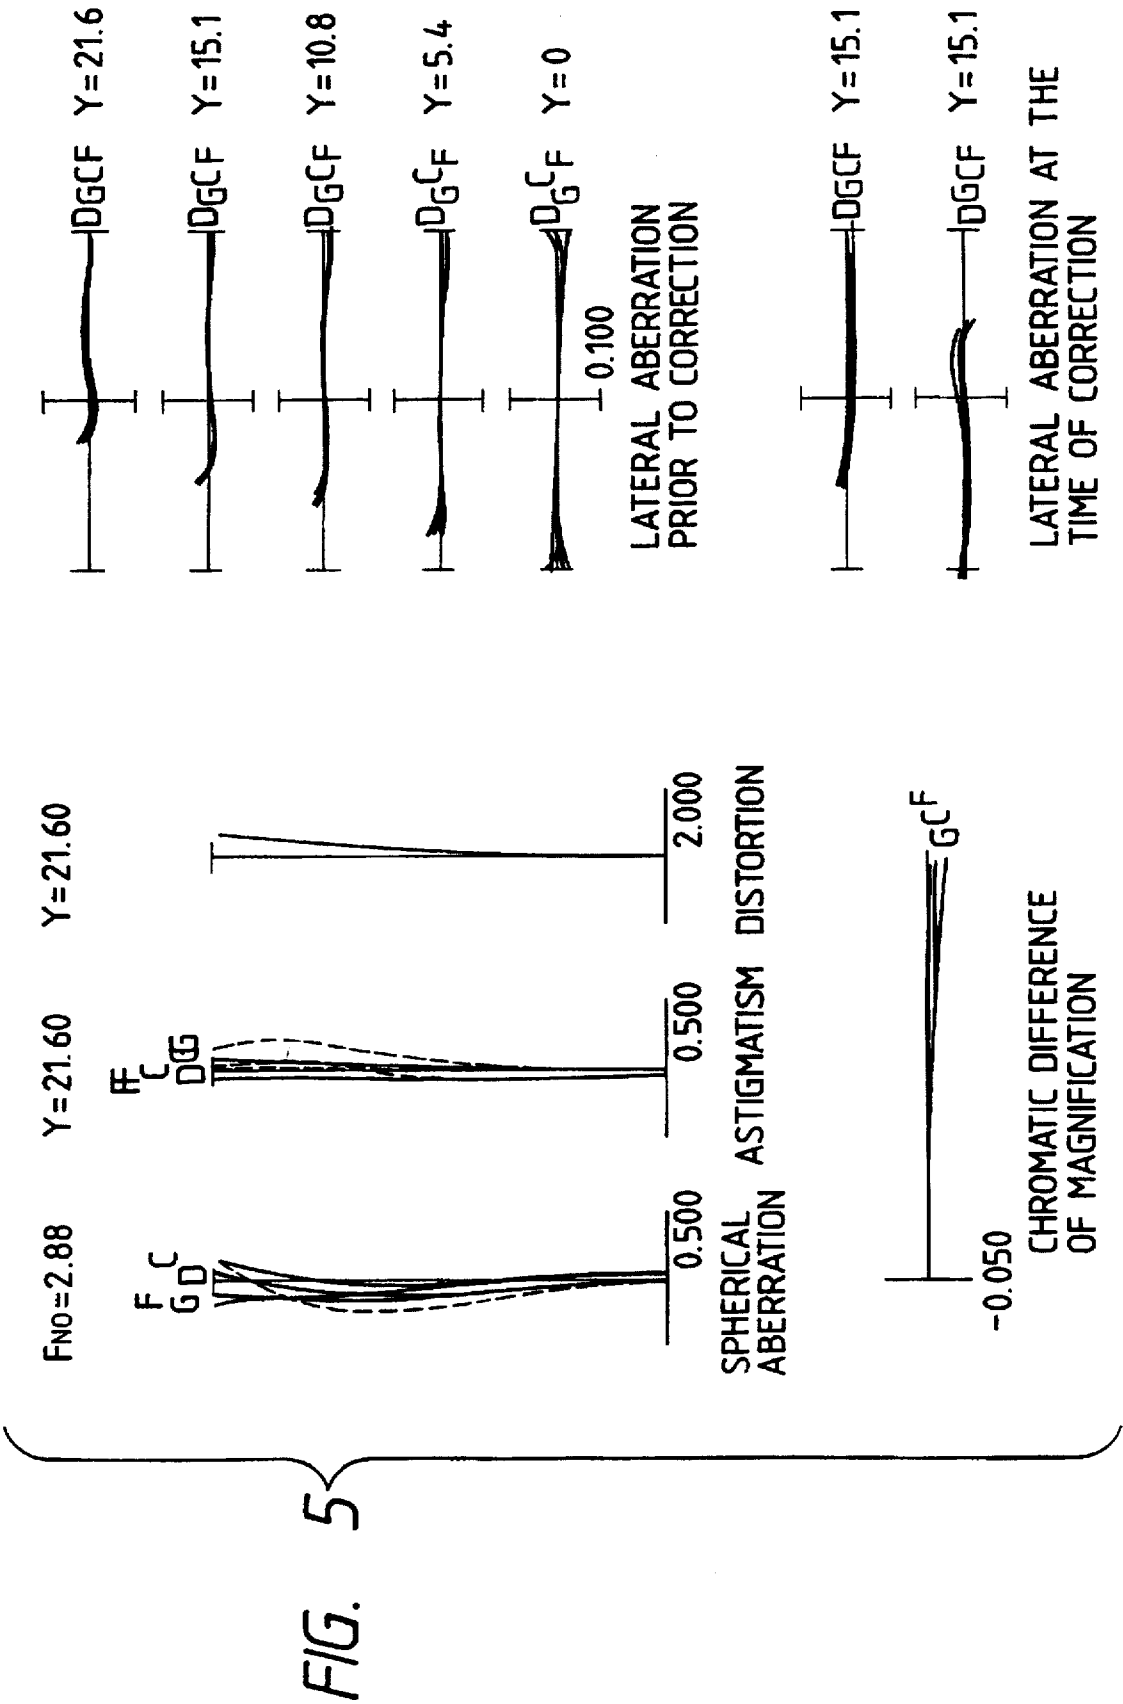 FIG. 5
FNO=2.88
F
C
G
D
0.500
SPHERICAL
ABERRATION
Y=21.60
FF
C
G
D
0.500
ASTIGMATISM
Y=21.60
2.000
DISTORTION
-0.050
GCF
CHROMATIC DIFFERENCE
OF MAGNIFICATION
DGCF Y=21.6
DGCF Y=15.1
DGCF Y=10.8
DGCF Y=5.4
DGCF Y=0
0.100
LATERAL ABERRATION
PRIOR TO CORRECTION
DGCF Y=15.1
DGCF Y=15.1
LATERAL ABERRATION AT THE
TIME OF CORRECTION